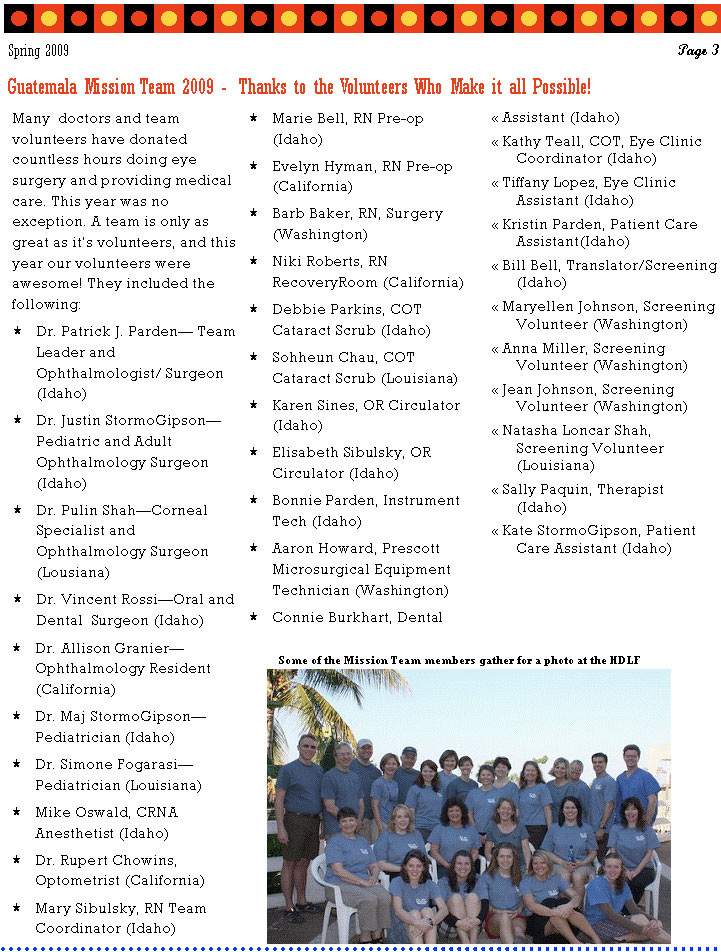 Spring 2009
Page 3
Guatemala Mission Team 2009 - Thanks to the Volunteers Who Make it all Possible!
Many doctors and team
volunteers have donated
countless hours doing eye
surgery and providing medical
care. This year was no
exception. A team is only as
great as it's volunteers, and this
year our volunteers were
awesome! They included the
following:
★ Dr. Patrick J. Parden— Team
Leader and
Ophthalmologist/ Surgeon
(Idaho)
★ Dr. Justin StormoGipson—
Pediatric and Adult
Ophthalmology Surgeon
(Idaho)
★ Dr. Pulin Shah—Corneal
Specialist and
Ophthalmology Surgeon
(Lousiana)
★ Dr. Vincent Rossi—Oral and
Dental Surgeon (Idaho)
★ Dr. Allison Granier—
Ophthalmology Resident
(California)
★ Dr. Maj StormoGipson—
Pediatrician (Idaho)
★ Dr. Simone Fogarasi—
Pediatrician (Louisiana)
★ Mike Oswald, CRNA
Anesthetist (Idaho)
★ Dr. Rupert Chowins,
Optometrist (California)
★ Mary Sibulsky, RN Team
Coordinator (Idaho)
★ Marie Bell, RN Pre-op
(Idaho)
★ Evelyn Hyman, RN Pre-op
(California)
★ Barb Baker, RN, Surgery
(Washington)
★ Niki Roberts, RN
RecoveryRoom (California)
★ Debbie Parkins, COT
Cataract Scrub (Idaho)
★ Sohheun Chau, COT
Cataract Scrub (Louisiana)
★ Karen Sines, OR Circulator
(Idaho)
★ Elisabeth Sibulsky, OR
Circulator (Idaho)
★ Bonnie Parden, Instrument
Tech (Idaho)
★ Aaron Howard, Prescott
Microsurgical Equipment
Technician (Washington)
★ Connie Burkhart, Dental
« Assistant (Idaho)
« Kathy Teall, COT, Eye Clinic
Coordinator (Idaho)
« Tiffany Lopez, Eye Clinic
Assistant (Idaho)
« Kristin Parden, Patient Care
Assistant(Idaho)
« Bill Bell, Translator/Screening
(Idaho)
« Maryellen Johnson, Screening
Volunteer (Washington)
« Anna Miller, Screening
Volunteer (Washington)
« Jean Johnson, Screening
Volunteer (Washington)
« Natasha Loncar Shah,
Screening Volunteer
(Louisiana)
« Sally Paquin, Therapist
(Idaho)
« Kate StormoGipson, Patient
Care Assistant (Idaho)
Some of the Mission Team members gather for a photo at the HDLF